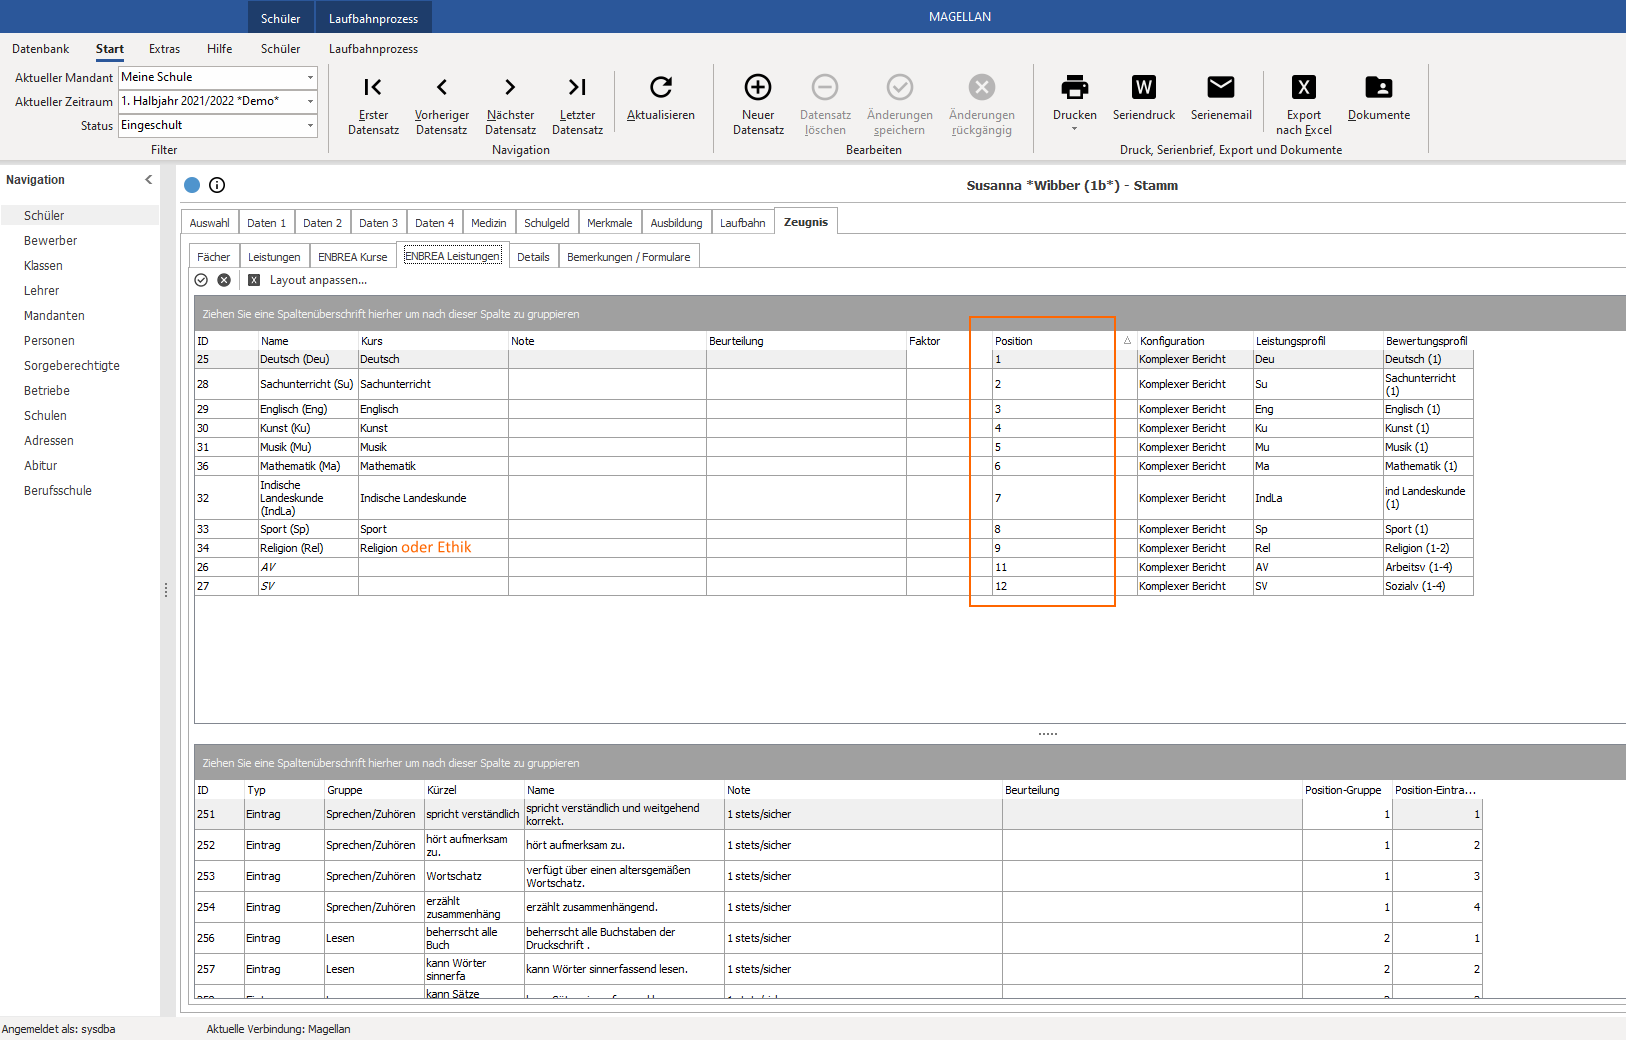 Schüler
Laufbahnprozess
MAGELLAN
Datenbank
Start
Extras
Hilfe
Schüler
Laufbahnprozess
Aktueller Mandant Meine Schule
Aktueller Zeitraum 1. Halbjahr 2021/2022 *Demo*
Status Eingeschult
Filter
Erster Datensatz
Vorheriger Datensatz
Nächster Datensatz
Letzter Datensatz
Navigation
Aktualisieren
Neuer Datensatz
Datensatz löschen
Änderungen speichern
Änderungen rückgängig
Bearbeiten
Drucken
W
Seriendruck
Serienemail
X
Export nach Excel
Dokumente
Druck, Serienbrief, Export und Dokumente
Navigation
Schüler
Bewerber
Klassen
Lehrer
Mandanten
Personen
Sorgeberechtigte
Betriebe
Schulen
Adressen
Abitur
Berufsschule
Susanna *Wibber (1b*) - Stamm
Auswahl Daten 1 Daten 2 Daten 3 Daten 4 Medizin Schulgeld Merkmale Ausbildung Laufbahn Zeugnis
Fächer Leistungen ENBREA Kurse ENBREA Leistungen Details Bemerkungen / Formulare
X Layout anpassen...
Ziehen Sie eine Spaltenüberschrift hierher um nach dieser Spalte zu gruppieren
ID Name Kurs Note Beurteilung Faktor Position Konfiguration Leistungsprofil Bewertungsprofil
25 Deutsch (Deu) Deutsch 1 Komplexer Bericht Deu Deutsch (1)
28 Sachunterricht (Su) Sachunterricht 2 Komplexer Bericht Su Sachunterricht (1)
29 Englisch (Eng) Englisch 3 Komplexer Bericht Eng Englisch (1)
30 Kunst (Ku) Kunst 4 Komplexer Bericht Ku Kunst (1)
31 Musik (Mu) Musik 5 Komplexer Bericht Mu Musik (1)
36 Mathematik (Ma) Mathematik 6 Komplexer Bericht Ma Mathematik (1)
32 Indische Landeskunde (IndLa) Indische Landeskunde 7 Komplexer Bericht IndLa ind Landeskunde (1)
33 Sport (Sp) Sport 8 Komplexer Bericht Sp Sport (1)
34 Religion (Rel) Religion oder Ethik 9 Komplexer Bericht Rel Religion (1-2)
26 AV 11 Komplexer Bericht AV Arbeitsv (1-4)
27 SV 12 Komplexer Bericht SV Sozialv (1-4)
Ziehen Sie eine Spaltenüberschrift hierher um nach dieser Spalte zu gruppieren
ID Typ Gruppe Kürzel Name Note Beurteilung Position-Gruppe Position-Eintra...
251 Eintrag Sprechen/Zuhören spricht verständlich spricht verständlich und weitgehend korrekt. 1 stets/sicher 1 1
252 Eintrag Sprechen/Zuhören hört aufmerksam zu. hört aufmerksam zu. 1 stets/sicher 1 2
253 Eintrag Sprechen/Zuhören Wortschatz verfügt über einen altersgemäßen Wortschatz. 1 stets/sicher 1 3
254 Eintrag Sprechen/Zuhören erzählt zusammenhäng erzählt zusammenhängend. 1 stets/sicher 1 4
256 Eintrag Lesen beherrscht alle Buch beherrscht alle Buchstaben der Druckschrift . 1 stets/sicher 2 1
257 Eintrag Lesen kann Wörter sinnerfa kann Wörter sinnerfassend lesen. 1 stets/sicher 2 2
kann Sätze
Angemeldet als: sysdba
Aktuelle Verbindung: Magellan